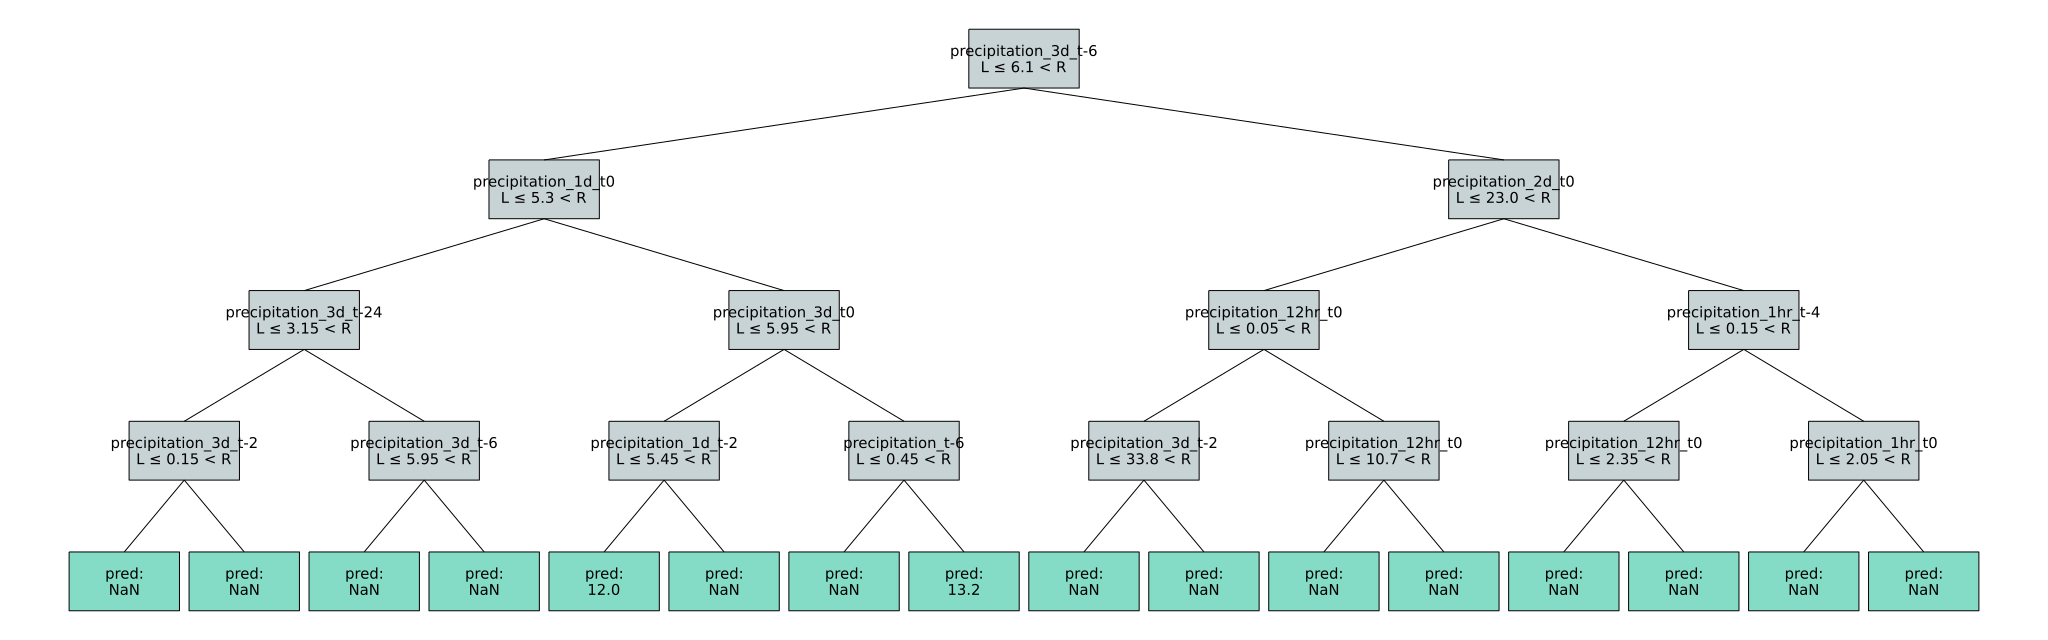 precipitation_3d_t-6
L ≤ 6.1 < R
precipitation_1d_t0
L ≤ 5.3 < R
precipitation_2d_t0
L ≤ 23.0 < R
precipitation_3d_t-24
L ≤ 3.15 < R
precipitation_3d_t0
L ≤ 5.95 < R
precipitation_12hr_t0
L ≤ 0.05 < R
precipitation_1hr_t-4
L ≤ 0.15 < R
precipitation_3d_t-2
L ≤ 0.15 < R
precipitation_3d_t-6
L ≤ 5.95 < R
precipitation_1d_t-2
L ≤ 5.45 < R
precipitation_t-6
L ≤ 0.45 < R
precipitation_3d_t-2
L ≤ 33.8 < R
precipitation_12hr_t0
L ≤ 10.7 < R
precipitation_12hr_t0
L ≤ 2.35 < R
precipitation_1hr_t0
L ≤ 2.05 < R
pred:
NaN
pred:
NaN
pred:
NaN
pred:
NaN
pred:
12.0
pred:
NaN
pred:
NaN
pred:
13.2
pred:
NaN
pred:
NaN
pred:
NaN
pred:
NaN
pred:
NaN
pred:
NaN
pred:
NaN
pred:
NaN